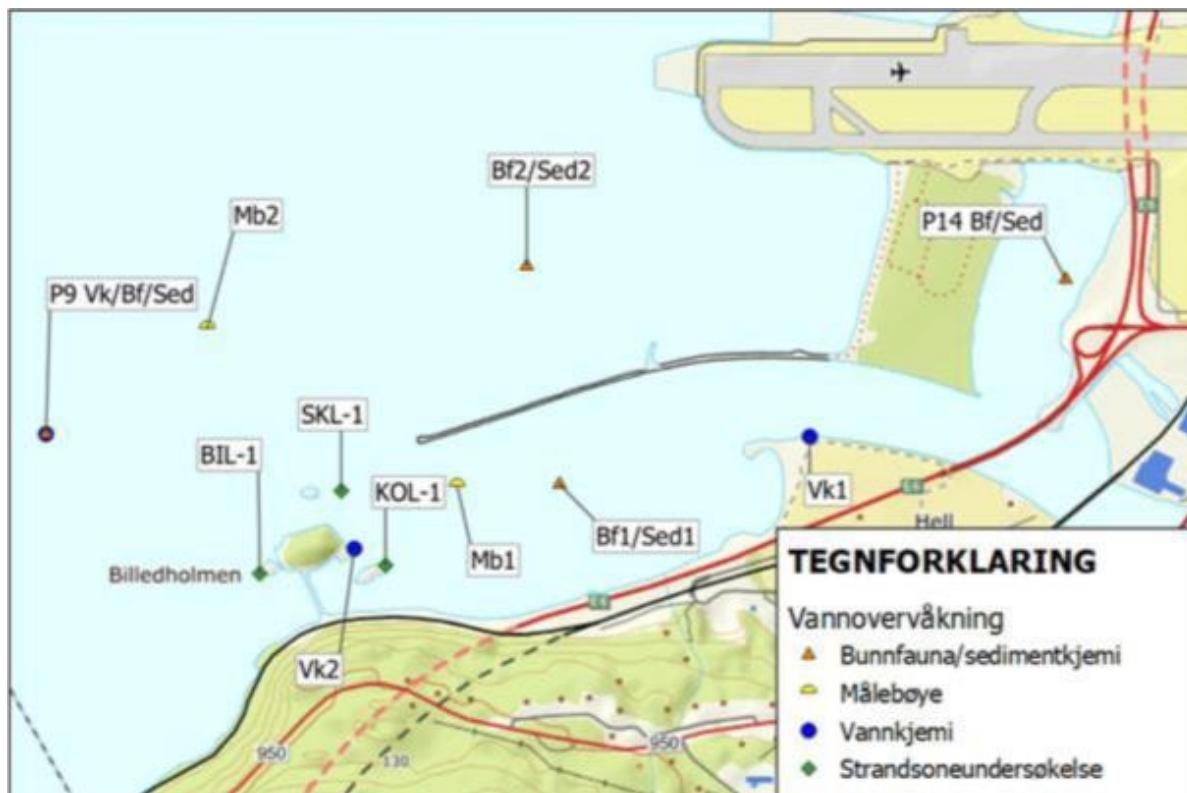 Bf2/Sed2
Mb2
P14 Bf/Sed
P9 Vk/Bf/Sed
SKL-1
BIL-1
KOL-1
Vk1
Mb1
Bf1/Sed1
Hell
Billedholmen
Vk2
950
130
950
TEGNFORKLARING
Vannovervåkning
Bunnfauna/sedimentkjemi
Målebøye
Vannkjemi
Strandsoneundersøkelse